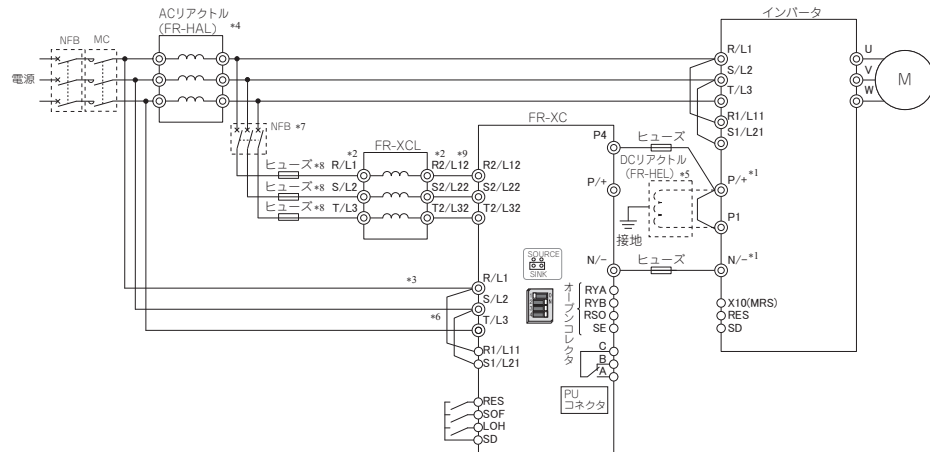 ACリアクトル
(FR-HAL) *4
インバータ
NFB MC
電源
R/L1
S/L2
T/L3
R1/L11
S1/L21
U
V
W
M
NFB *7
FR-XCL
FR-XC
ヒューズ*8 R/L1 *2
ヒューズ*8 S/L2
ヒューズ*8 T/L3
*2 *9
R2/L12 R2/L12
S2/L22 S2/L22
T2/L32 T2/L32
P4
ヒューズ
DCリアクトル
(FR-HEL) *5
P/+
P/+*1
P1
接地
N/-
ヒューズ
N/-*1
SOURCE
SINK
*3
R/L1
S/L2
*6
T/L3
R1/L11
S1/L21
オープンコレクタ
RYA
RYB
RSO
SE
C
B
A
X10(MRS)
RES
SD
PU
コネクタ
RES
SOF
LOH
SD